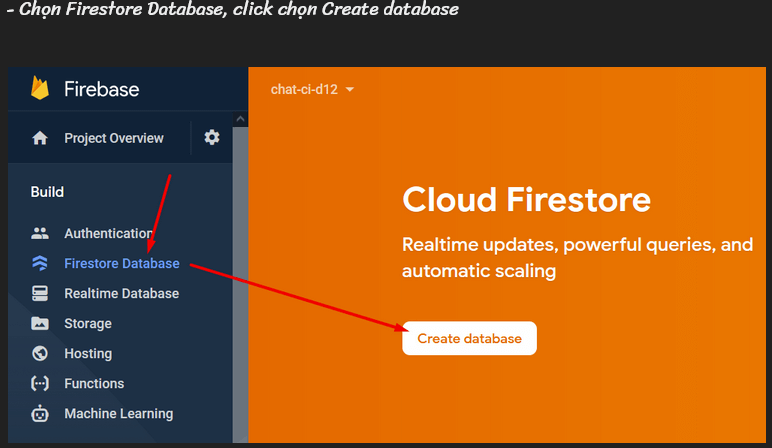 - Chọn Firestore Database, click chọn Create database
Firebase
chat-ci-d12
Project Overview
Build
Authentication
Firestore Database
Realtime Database
Storage
Hosting
Functions
Machine Learning
Cloud Firestore
Realtime updates, powerful queries, and
automatic scaling
Create database